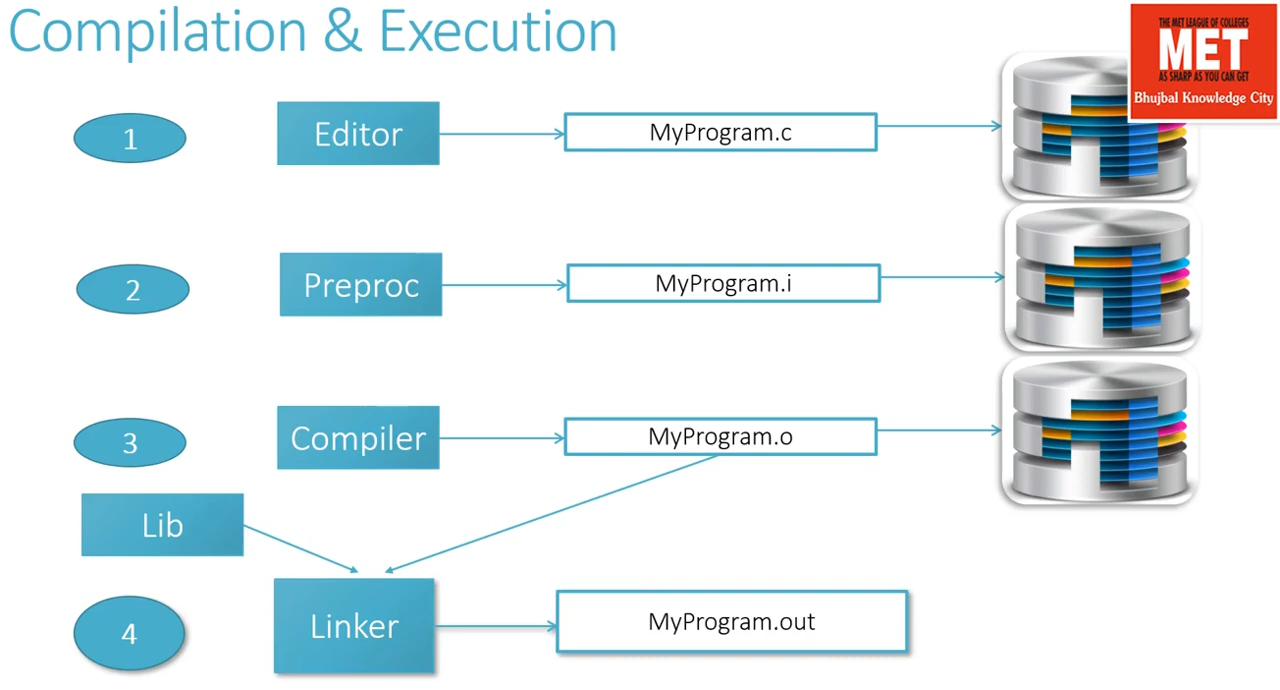 Compilation & Execution
THE MET LEAGUE OF COLLEGES
MET
AS SHARP AS YOU CAN GET
Bhujbal Knowledge City
1
Editor
MyProgram.c
2
Preproc
MyProgram.i
3
Compiler
MyProgram.o
Lib
4
Linker
MyProgram.out